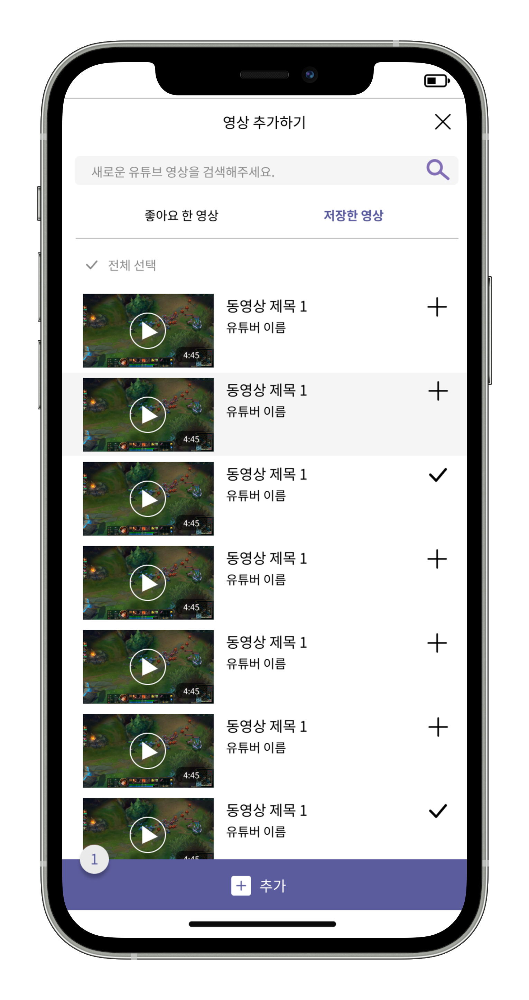 영상 추가하기
새로운 유튜브 영상을 검색해주세요.
좋아요 한 영상 저장한 영상
전체 선택
동영상 제목 1
유튜버 이름
4:45
동영상 제목 1
유튜버 이름
4:45
동영상 제목 1
유튜버 이름
4:45
동영상 제목 1
유튜버 이름
4:45
동영상 제목 1
유튜버 이름
4:45
동영상 제목 1
유튜버 이름
4:45
동영상 제목 1
유튜버 이름
4:45
1
추가